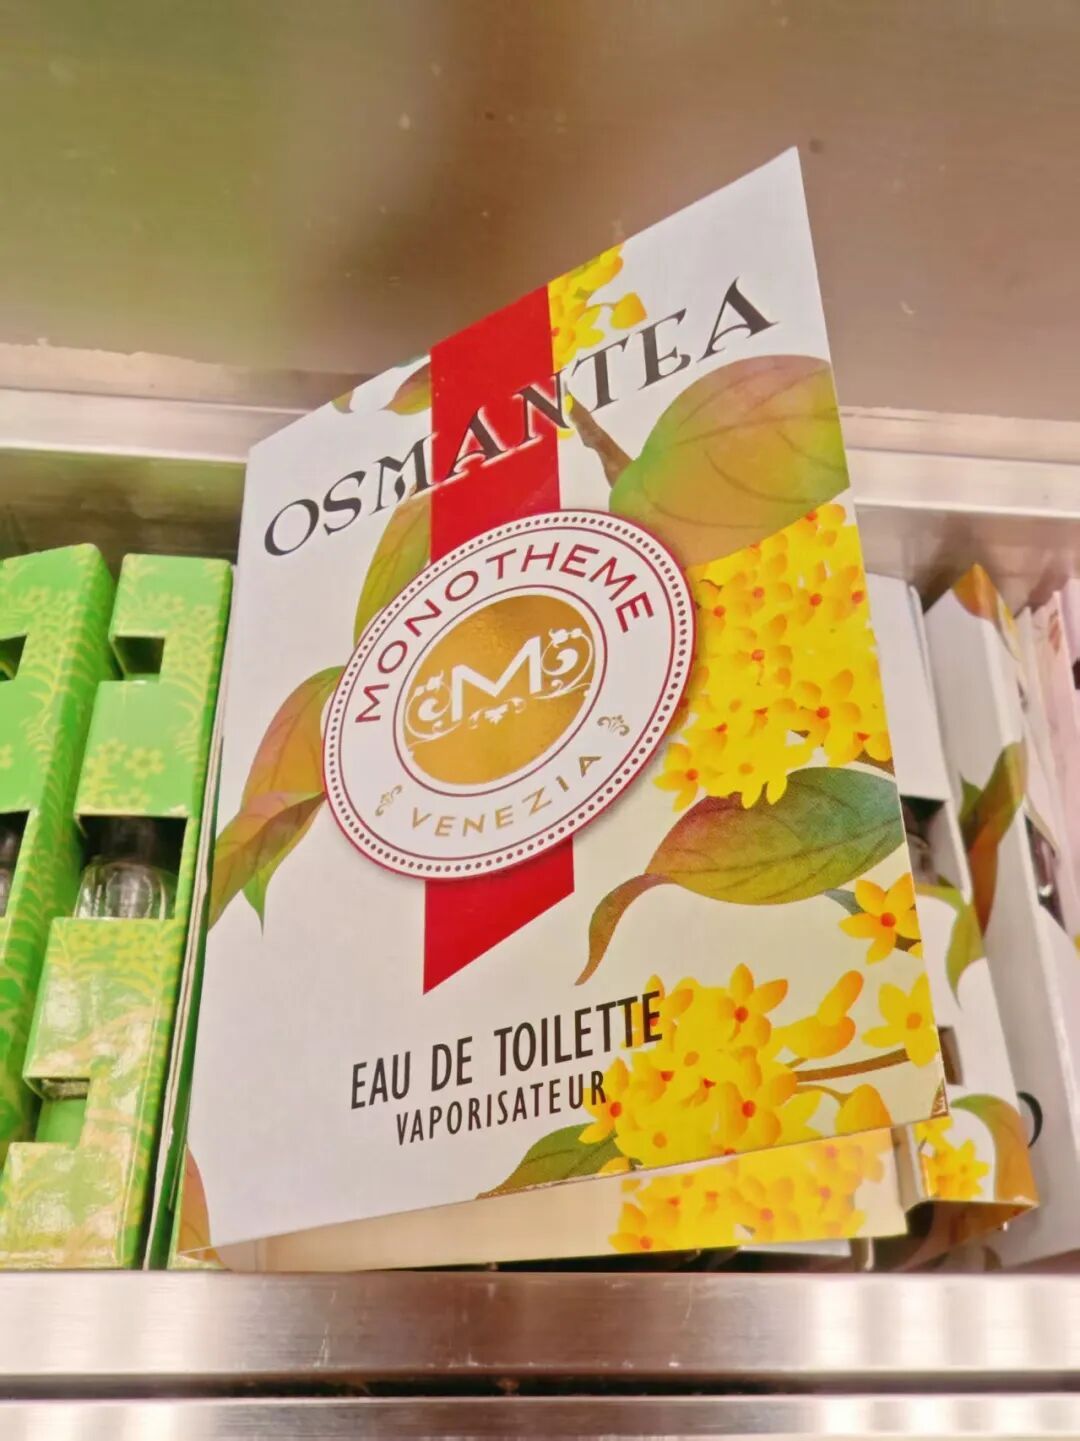 OSMANTEA
MONOTHEME
M
VENEZIA
EAU DE TOILETTE
VAPORISATEUR